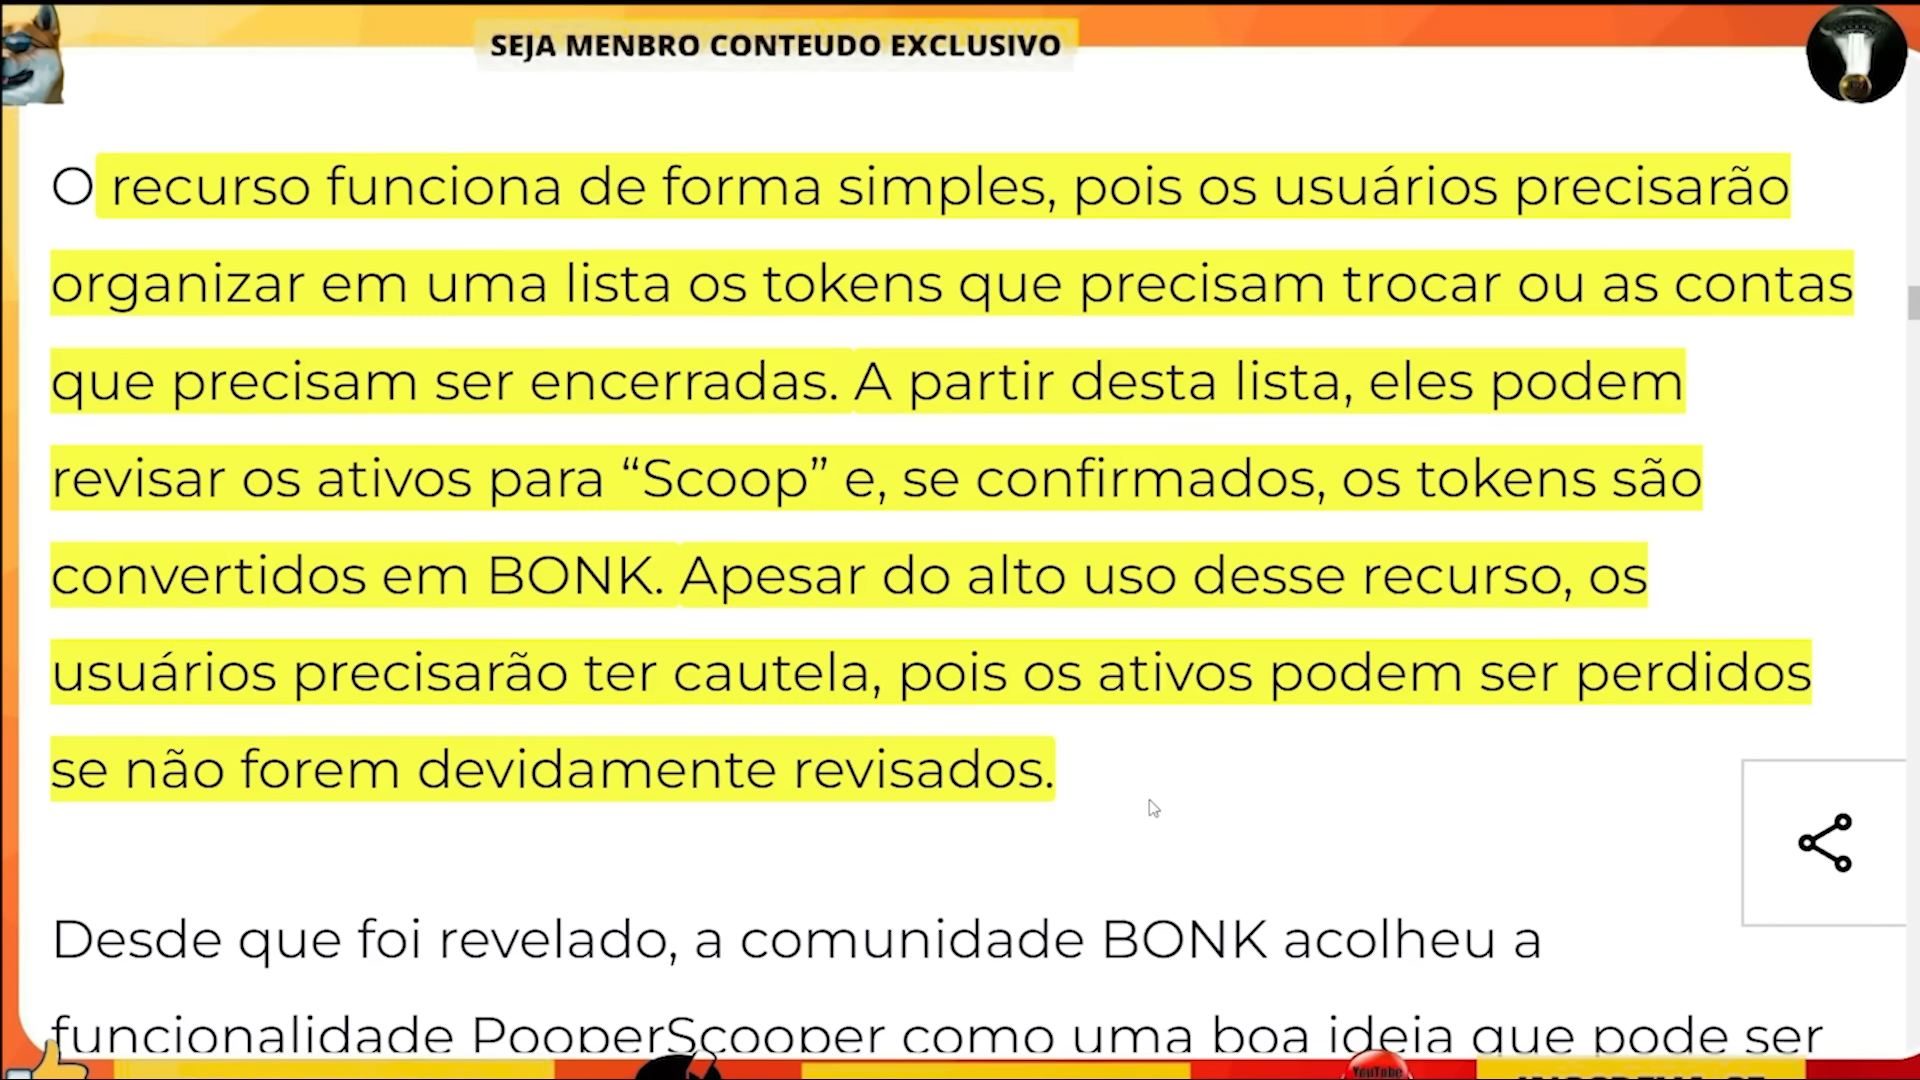 SEJA MENBRO CONTEUDO EXCLUSIVO
O recurso funciona de forma simples, pois os usuários precisarão
organizar em uma lista os tokens que precisam trocar ou as contas
que precisam ser encerradas. A partir desta lista, eles podem
revisar os ativos para “Scoop” e, se confirmados, os tokens são
convertidos em BONK. Apesar do alto uso desse recurso, os
usuários precisarão ter cautela, pois os ativos podem ser perdidos
se não forem devidamente revisados.
Desde que foi revelado, a comunidade BONK acolheu a
funcionalidade PooperScooper como uma boa ideia que pode ser
YouTube